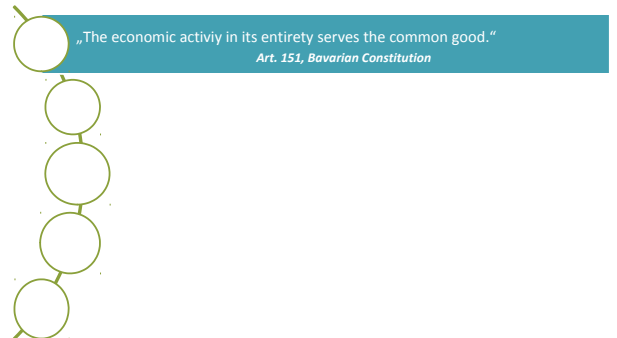 „The economic activiy in its entirety serves the common good.“
Art. 151, Bavarian Constitution